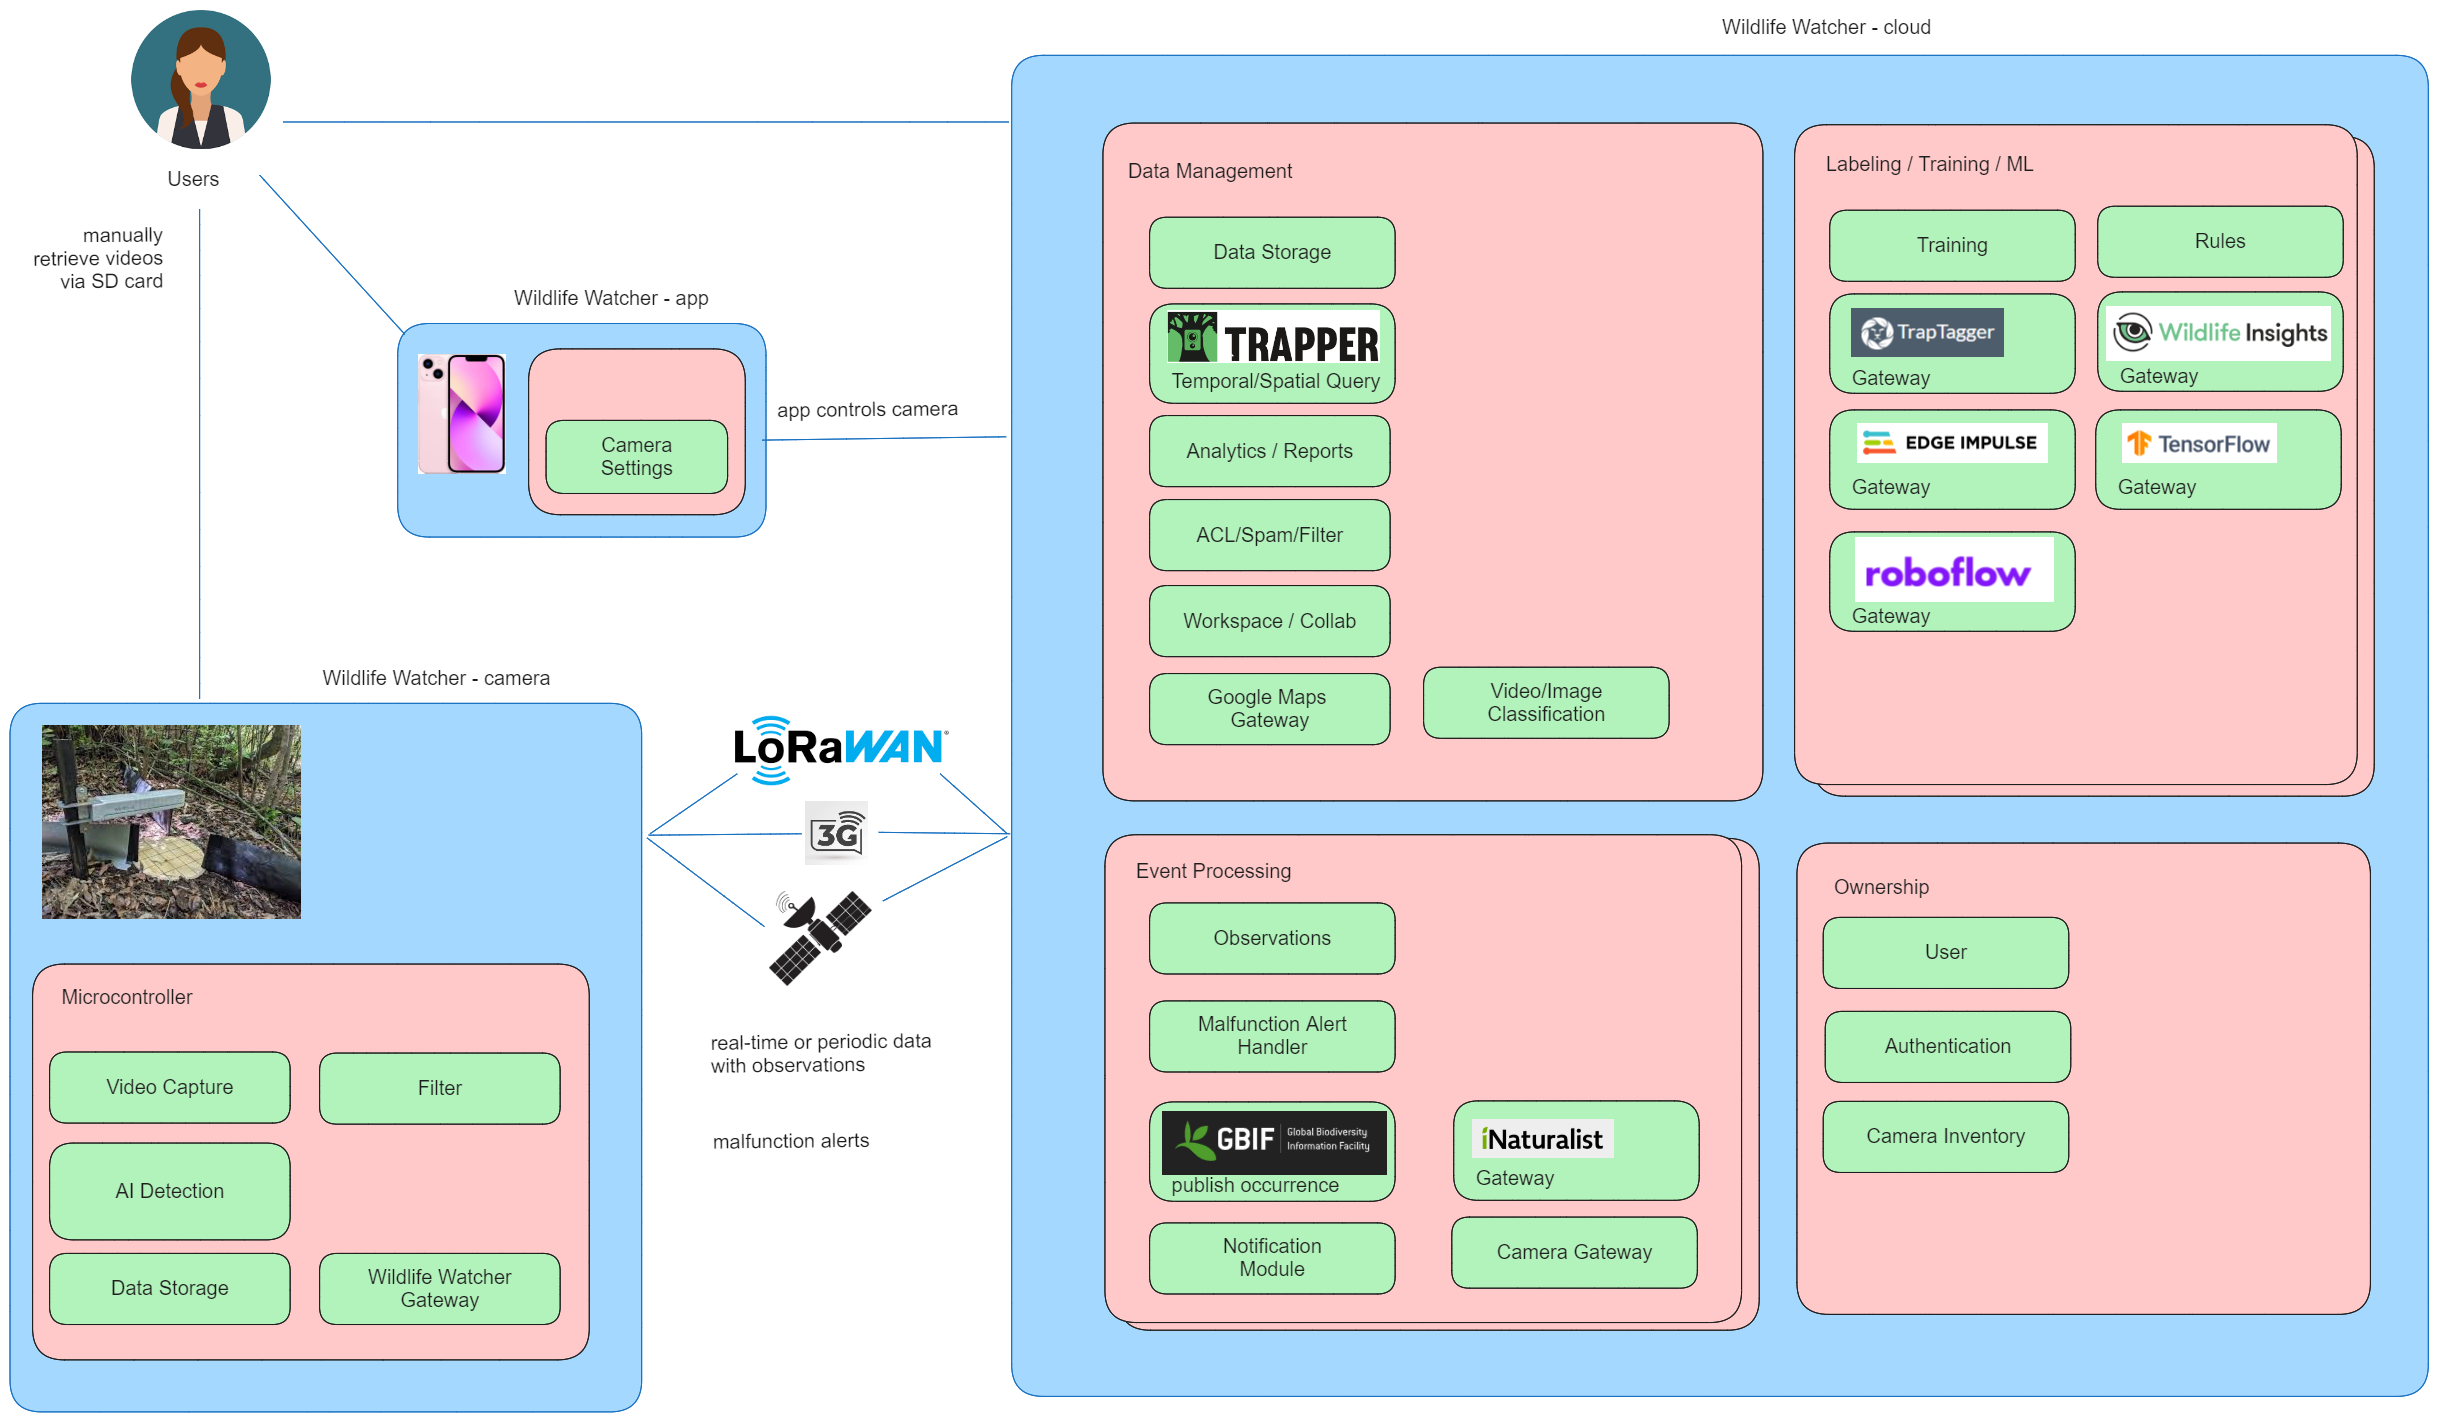 Wildlife Watcher - cloud
Users
manually
retrieve videos
via SD card
Wildlife Watcher - app
Camera
Settings
app controls camera
Wildlife Watcher - camera
Microcontroller
Video Capture
Filter
AI Detection
Data Storage
Wildlife Watcher
Gateway
LoRaWAN
3G
real-time or periodic data
with observations
malfunction alerts
Data Management
Data Storage
TRAPPER
Temporal/Spatial Query
Analytics / Reports
ACL/Spam/Filter
Workspace / Collab
Google Maps
Gateway
Video/Image
Classification
Labeling / Training / ML
Training
Rules
TrapTagger
Gateway
Wildlife Insights
Gateway
EDGE IMPULSE
Gateway
TensorFlow
Gateway
roboflow
Gateway
Event Processing
Observations
Malfunction Alert
Handler
GBIF
Global Biodiversity
Information Facility
publish occurrence
iNaturalist
Gateway
Notification
Module
Camera Gateway
Ownership
User
Authentication
Camera Inventory